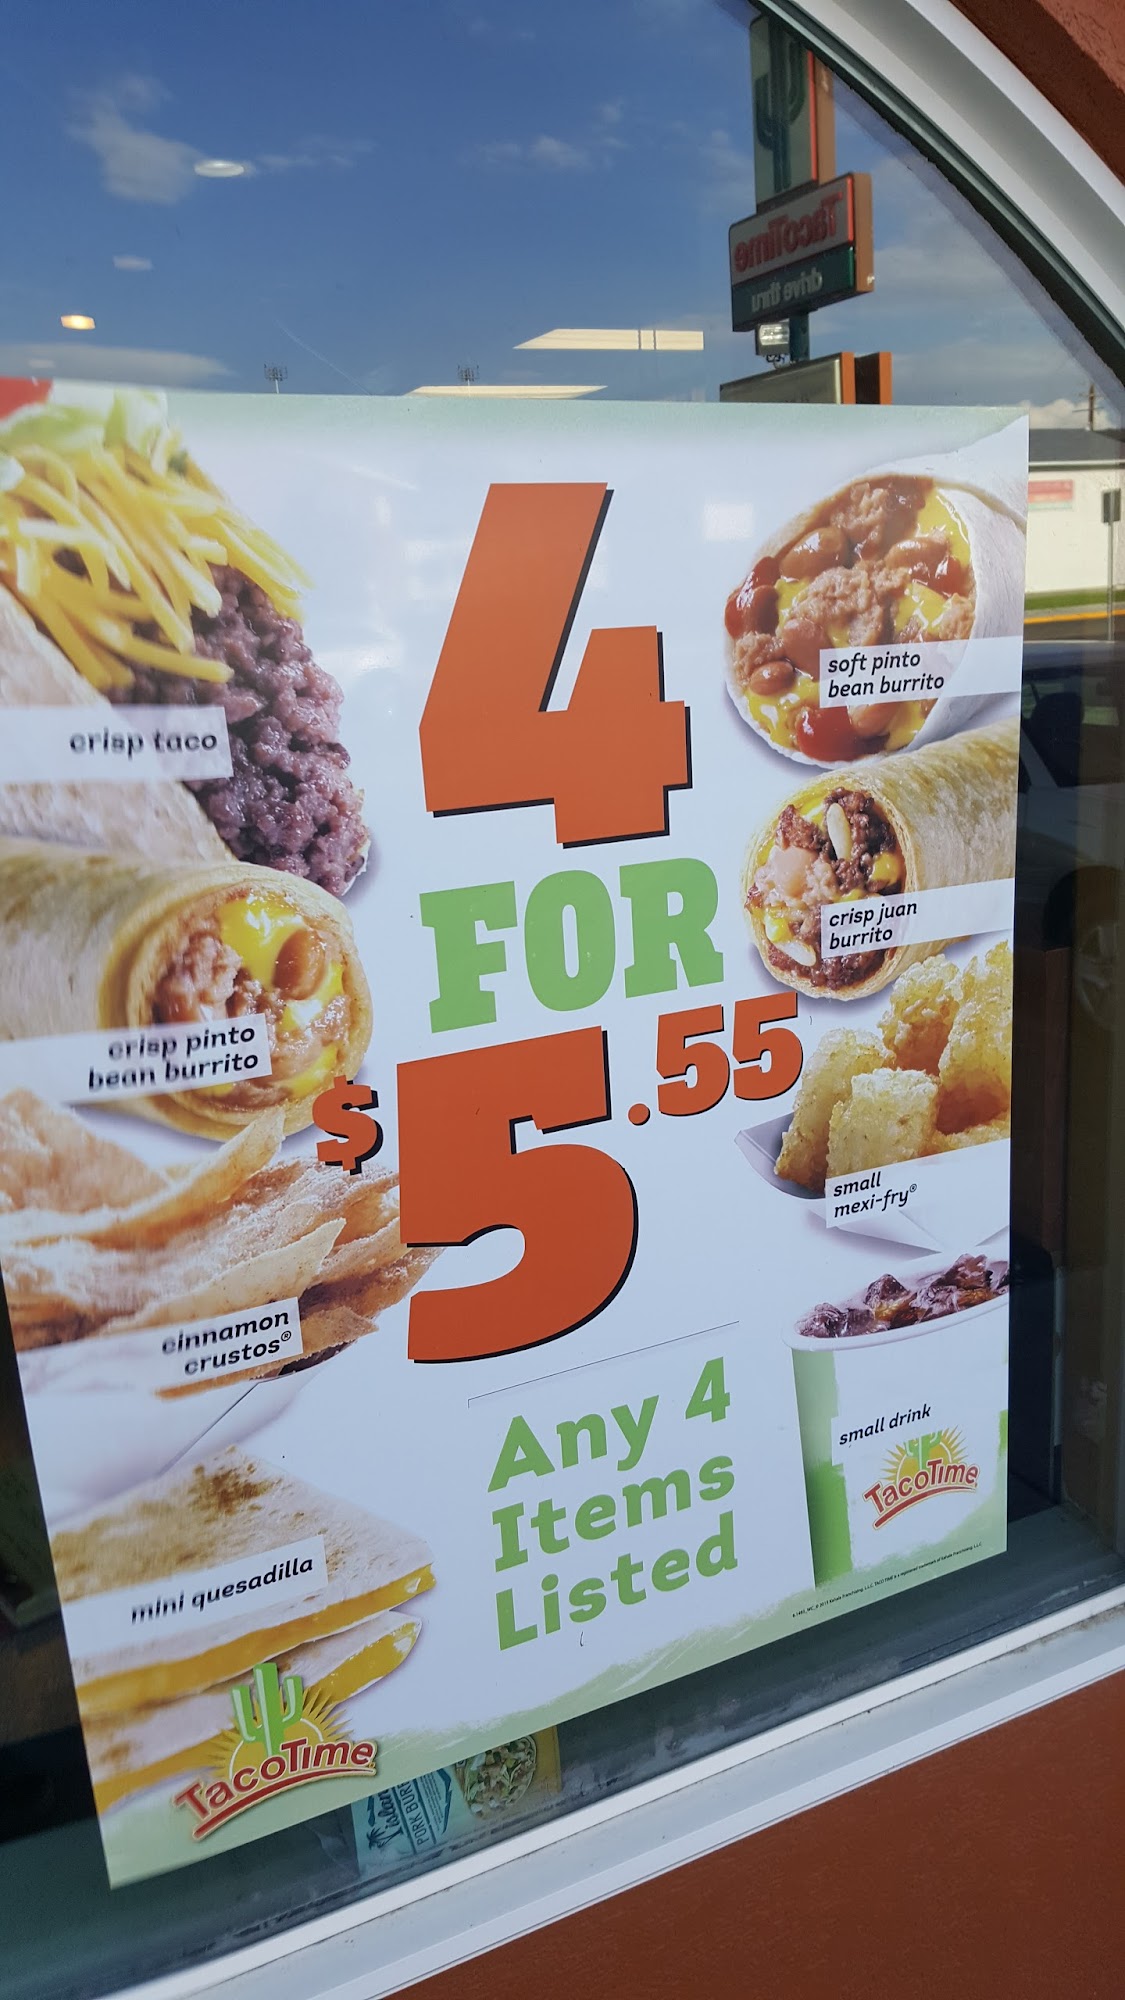 TacoTime
drive thru
4
FOR
$5.55
Any 4
Items
Listed
crisp taco
crisp pinto
bean burrito
cinnamon
crustos®
mini quesadilla
TacoTime
soft pinto
bean burrito
crisp juan
burrito
small
mexi-fry®
small drink
TacoTime
PORK